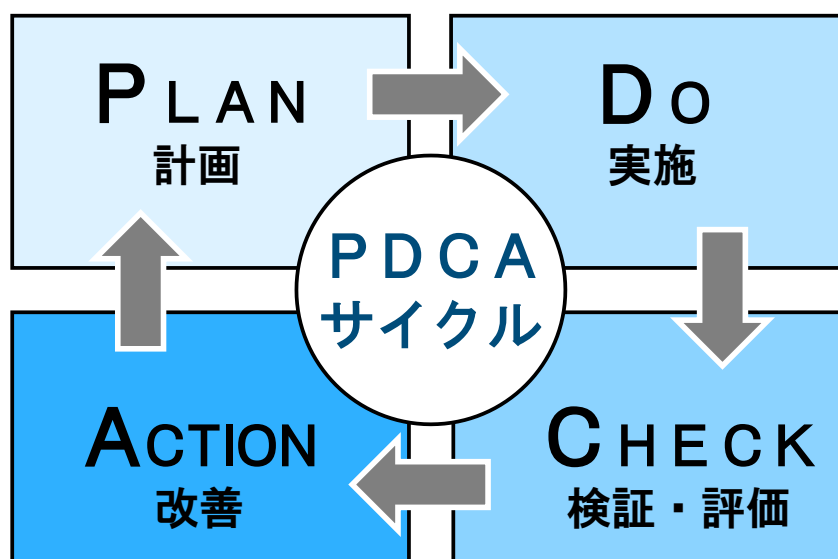 PLAN
計画
DO
実施
PDCA
サイクル
ACTION
改善
CHECK
検証・評価